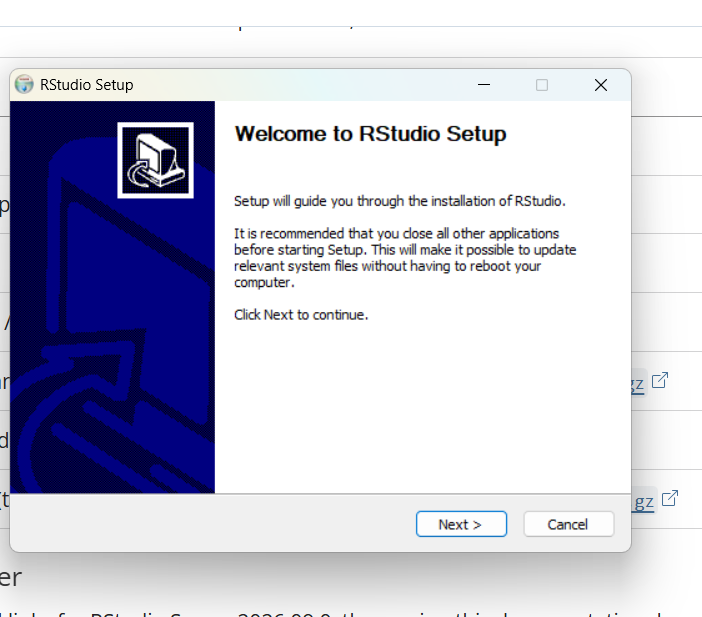 RStudio Setup
Welcome to RStudio Setup
Setup will guide you through the installation of RStudio.
It is recommended that you close all other applications
before starting Setup. This will make it possible to update
relevant system files without having to reboot your
computer.
Click Next to continue.
gz
gz
Next >
Cancel
er